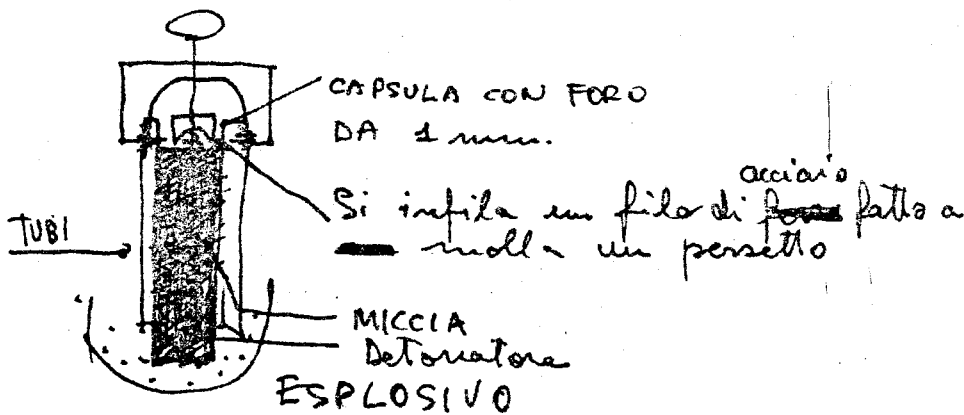 CAPSULA CON FORO
DA 1 mm.
acciaio
Si infila un filo di fatto a
molla un pezzetto
TUBI
MICCIA
Detonatore
ESPLOSIVO